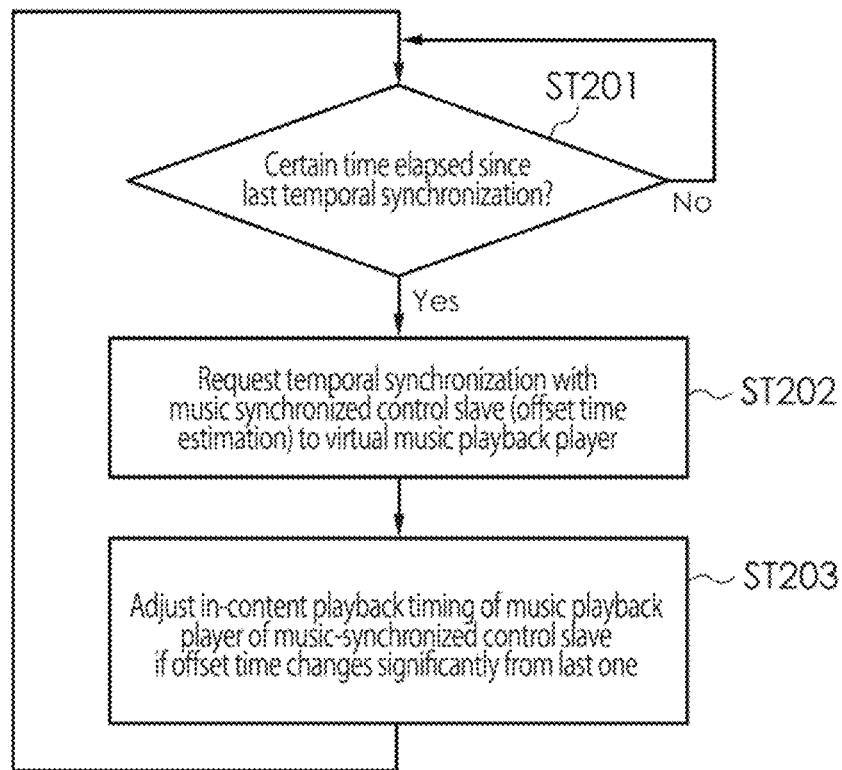 ST201
Certain time elapsed since
last temporal synchronization?
No
Yes
Request temporal synchronization with
music synchronized control slave (offset time
estimation) to virtual music playback player
ST202
Adjust in-content playback timing of music playback
player of music-synchronized control slave
if offset time changes significantly from last one
ST203